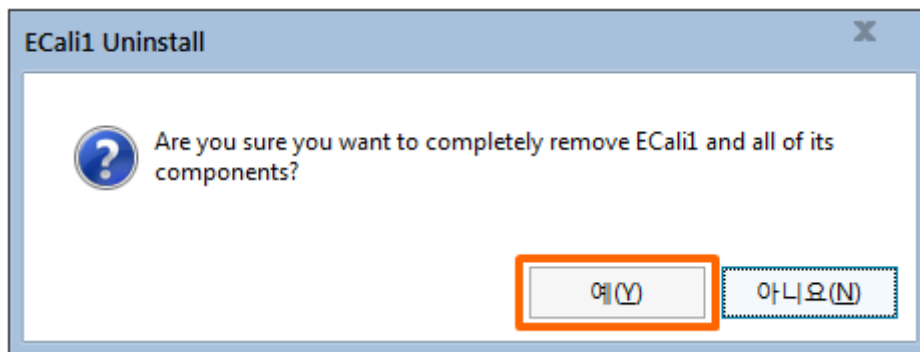 ECali1 Uninstall
Are you sure you want to completely remove ECali1 and all of its
components?
예(Y) 아니요(N)